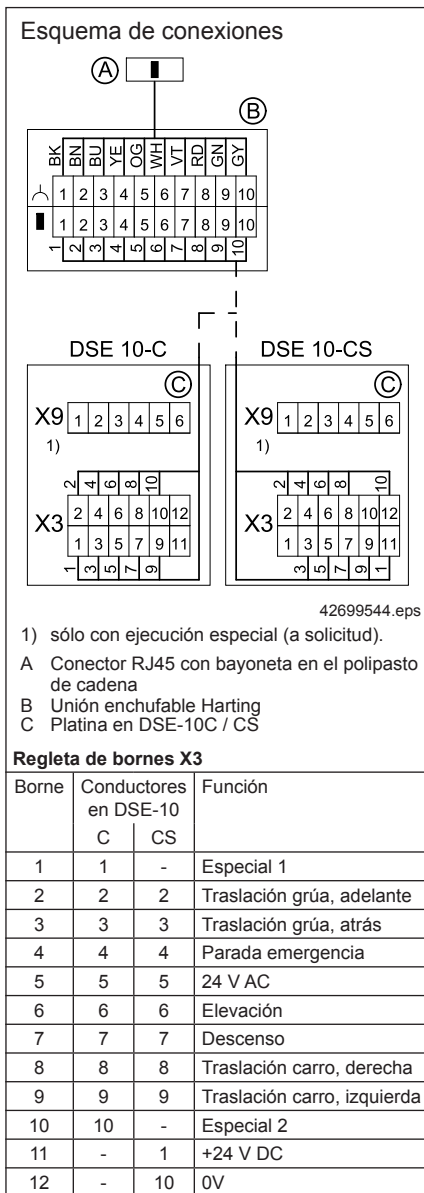 Esquema de conexiones
A
B
BK BN BU YE OG WH VT RD GN GY
1 2 3 4 5 6 7 8 9 10
1 2 3 4 5 6 7 8 9 10
1 2 3 4 5 6 7 8 9 10
DSE 10-C DSE 10-CS
C C
X9 1 2 3 4 5 6 X9 1 2 3 4 5 6
1) 1)
2 4 6 8 10 2 4 6 8 10
X3 2 4 6 8 10 12 X3 2 4 6 8 10 12
1 3 5 7 9 11 1 3 5 7 9 11
1 3 5 7 9 3 5 7 9 1
42699544.eps
1) sólo con ejecución especial (a solicitud).
A Conector RJ45 con bayoneta en el polipasto
de cadena
B Unión enchufable Harting
C Platina en DSE-10C / CS
Regleta de bornes X3
Borne Conductores Función
en DSE-10
C CS
1 1 - Especial 1
2 2 2 Traslación grúa, adelante
3 3 3 Traslación grúa, atrás
4 4 4 Parada emergencia
5 5 5 24 V AC
6 6 6 Elevación
7 7 7 Descenso
8 8 8 Traslación carro, derecha
9 9 9 Traslación carro, izquierda
10 10 - Especial 2
11 - 1 +24 V DC
12 - 10 0V